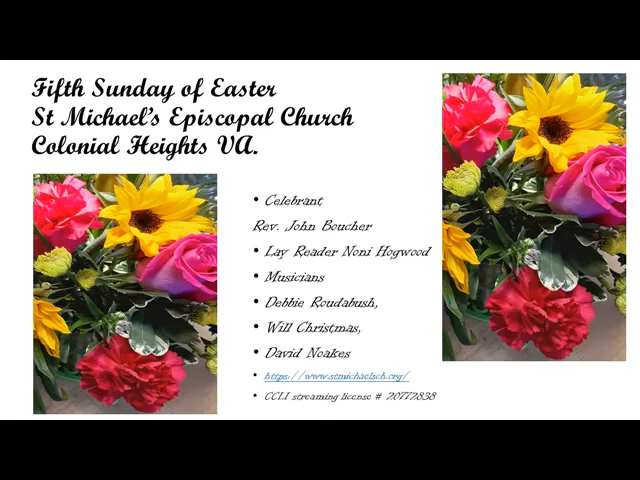 Fifth Sunday of Easter
St Michael's Episcopal Church
Colonial Heights VA.
• Celebrant
Rev. John Boucher
• Lay Reader Noni Hogwood
• Musicians
• Debbie Roudabush,
• Will Christmas,
• David Noakes
• https://www.stmichaelsch.org/
• CCLI streaming license # 20772838